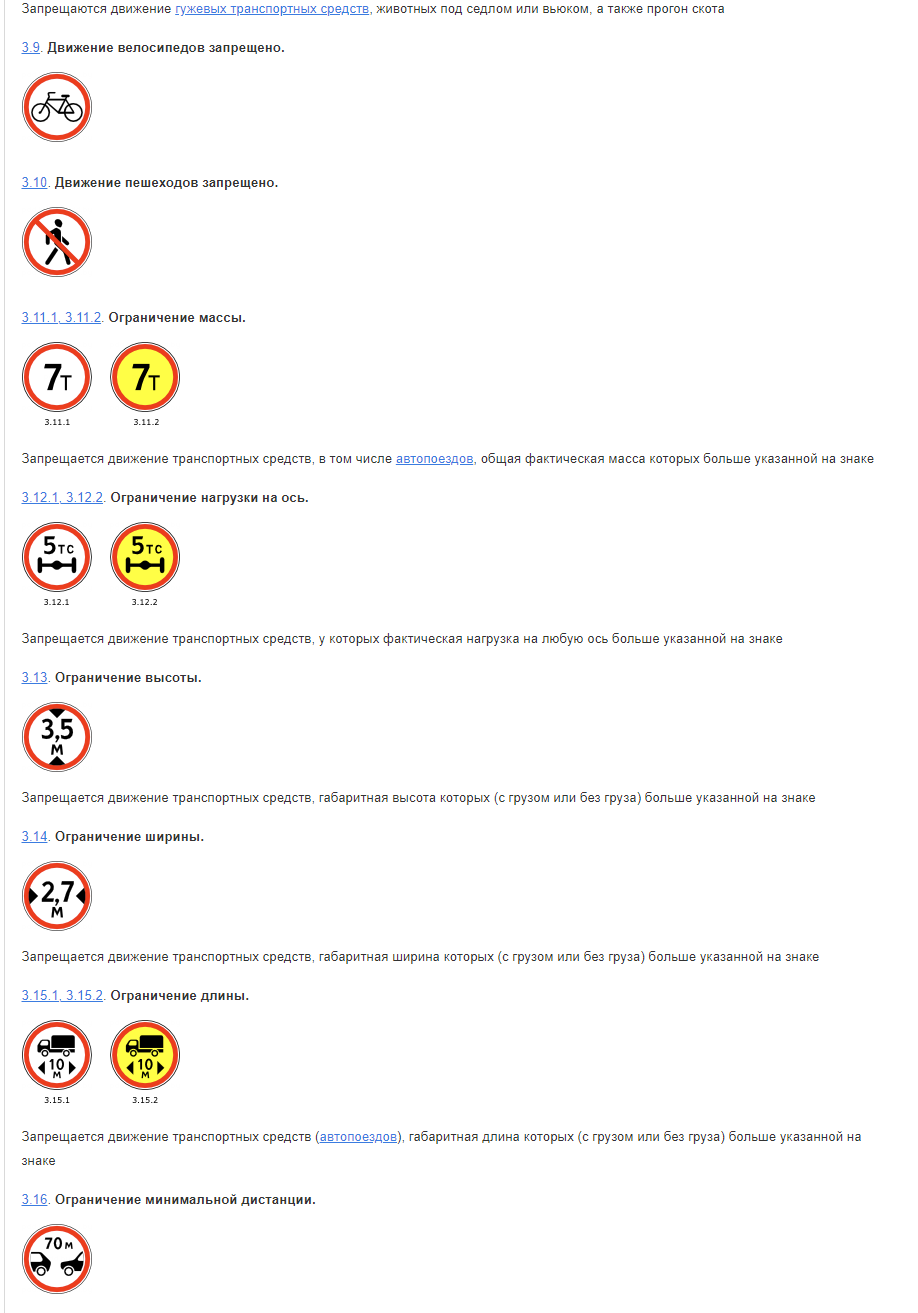 Запрещаются движение гужевых транспортных средств, животных под седлом или вьюком, а также прогон скота
3.9. Движение велосипедов запрещено.
3.10. Движение пешеходов запрещено.
3.11.1, 3.11.2. Ограничение массы.
7т 7т
3.11.1 3.11.2
Запрещается движение транспортных средств, в том числе автопоездов, общая фактическая масса которых больше указанной на знаке
3.12.1, 3.12.2. Ограничение нагрузки на ось.
5тс 5тс
3.12.1 3.12.2
Запрещается движение транспортных средств, у которых фактическая нагрузка на любую ось больше указанной на знаке
3.13. Ограничение высоты.
3,5
м
Запрещается движение транспортных средств, габаритная высота которых (с грузом или без груза) больше указанной на знаке
3.14. Ограничение ширины.
2,7
м
Запрещается движение транспортных средств, габаритная ширина которых (с грузом или без груза) больше указанной на знаке
3.15.1, 3.15.2. Ограничение длины.
10 10
м м
3.15.1 3.15.2
Запрещается движение транспортных средств (автопоездов), габаритная длина которых (с грузом или без груза) больше указанной на
знаке
3.16. Ограничение минимальной дистанции.
70м